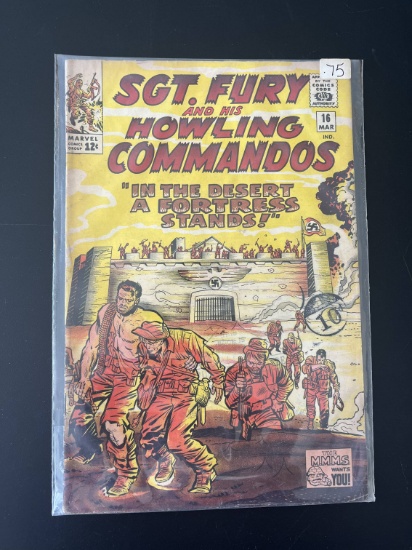 .75
SGT. FURY
AND HIS
HOWLING
COMMANDOS
APPROVED
BY THE
COMICS
CODE
AUTHORITY
MARVEL
COMICS
GROUP
12¢
16
MAR
IND.
"IN THE DESERT
A FORTRESS
STANDS!"
10
MMMS
WANTS
YOU!